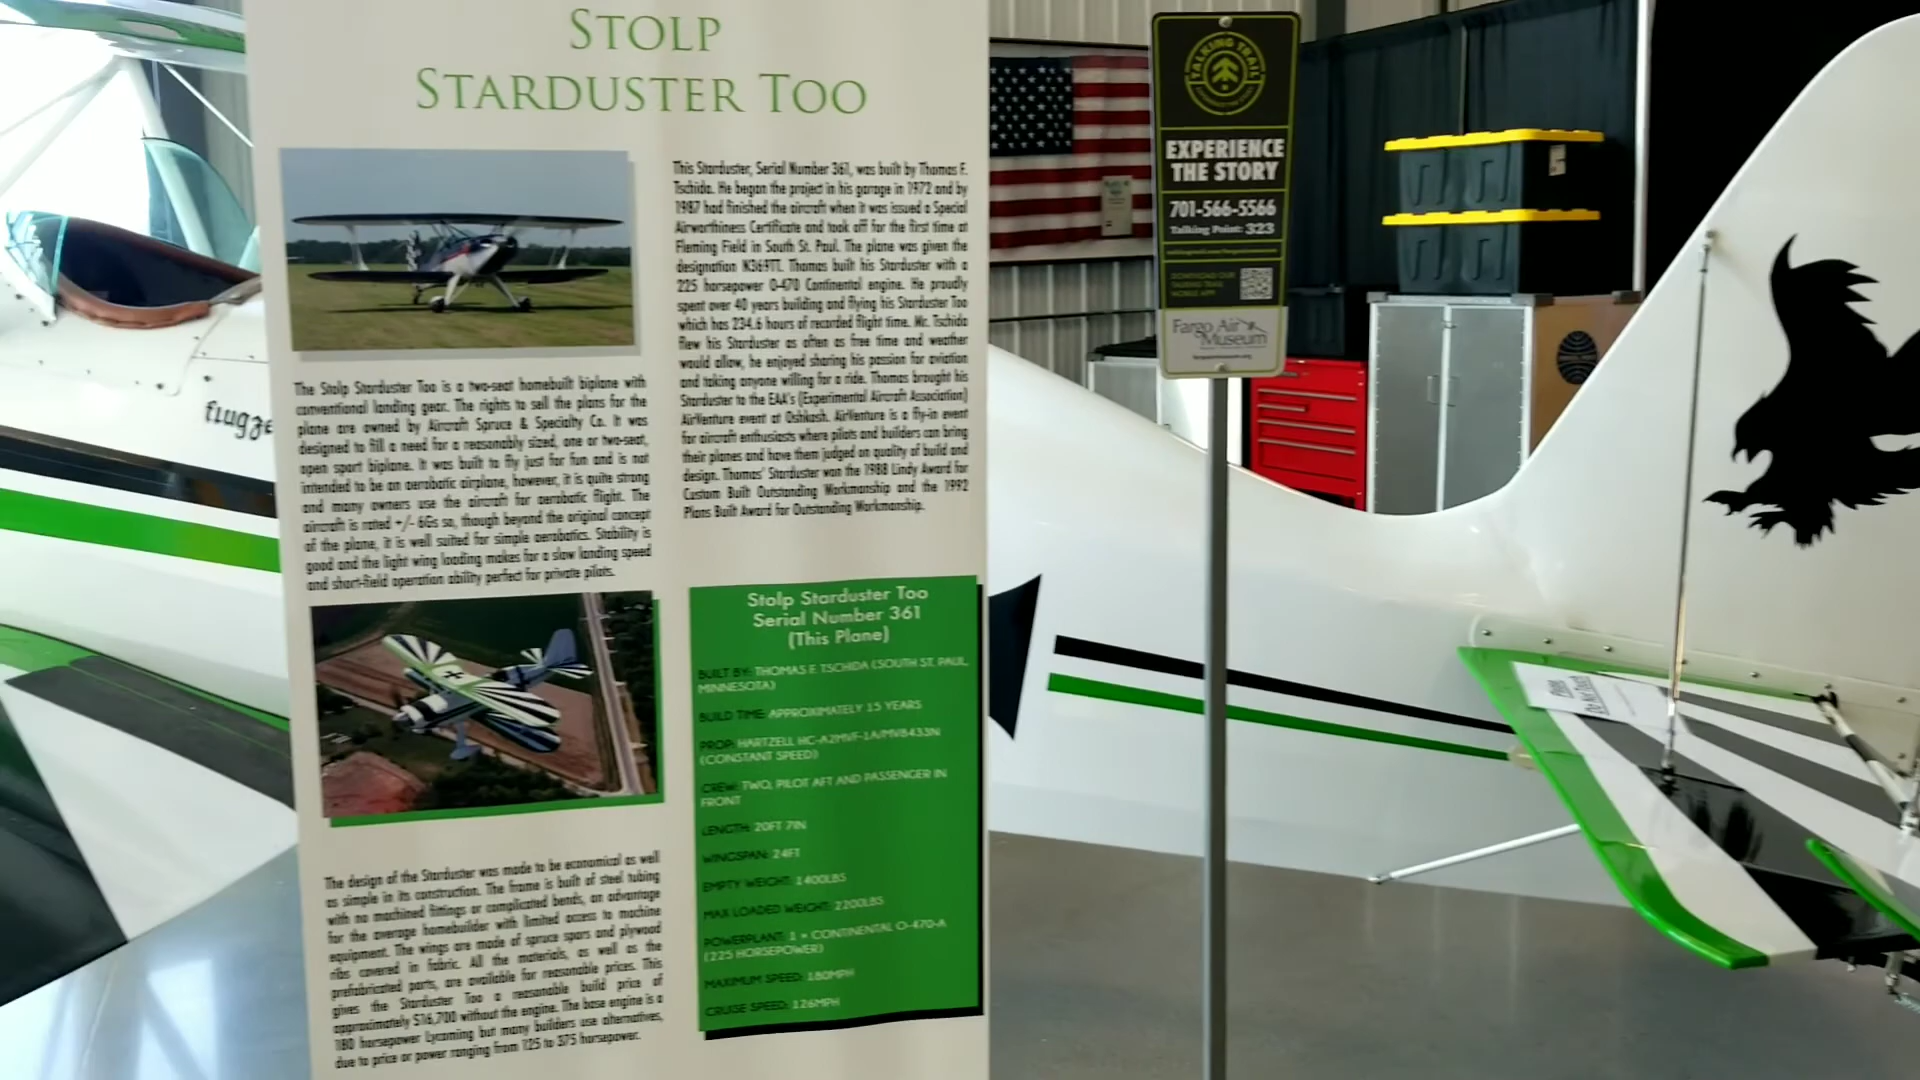 STOLP
STARDUSTER TOO
This Starduster, Serial Number 361, was built by Thomas F.
Tschida. He began the project in his garage in 1972 and by
1987 had finished the aircraft when it was issued a Special
Airworthiness Certificate and took off for the first time at
Fleming Field in South St. Paul. The plane was given the
designation N369TT. Thomas built his Starduster with a
225 horsepower O-470 Continental engine. He proudly
spent over 40 years building and flying his Starduster Too
which has 234.6 hours of recorded flight time. Mr. Tschida
flew his Starduster as often as free time and weather
would allow, he enjoyed sharing his passion for aviation
and taking anyone willing for a ride. Thomas brought his
Starduster to the EAA's (Experimental Aircraft Association)
AirVenture event at Oshkosh. AirVenture is a fly-in event
for aircraft enthusiasts where pilots and builders can bring
their planes and have them judged on quality of build and
design. Thomas' Starduster won the 1988 Lindy Award for
Custom Built Outstanding Workmanship and the 1992
Plans Built Award for Outstanding Workmanship.
The Stolp Starduster Too is a two-seat homebuilt biplane with
conventional landing gear. The rights to sell the plans for the
plane are owned by Aircraft Spruce & Specialty Co. It was
designed to fill a need for a reasonably sized, one or two-seat,
open sport biplane. It was built to fly just for fun and is not
intended to be an aerobatic airplane, however, it is quite strong
and many owners use the aircraft for aerobatic flight. The
aircraft is rated +/- 6Gs so, though beyond the original concept
of the plane, it is well suited for simple aerobatics. Stability is
good and the light wing loading makes for a slow landing speed
and short-field operation ability perfect for private pilots.
The design of the Starduster was made to be economical as well
as simple in its construction. The frame is built of steel tubing
with no machined fittings or complicated bends, an advantage
for the average homebuilder with limited access to machine
equipment. The wings are made of spruce spars and plywood
ribs covered in fabric. All the materials, as well as the
prefabricated parts, are available for reasonable prices. This
gives the Starduster Too a reasonable build price of
approximately $16,700 without the engine. The base engine is a
180 horsepower Lycoming but many builders use alternatives,
due to price or power ranging from 125 to 375 horsepower.
Stolp Starduster Too
Serial Number 361
(This Plane)
BUILT BY: THOMAS F. TSCHIDA (SOUTH ST. PAUL,
MINNESOTA)
BUILD TIME: APPROXIMATELY 15 YEARS
PROP: HARTZELL HC-A2MVF-1A/MV8433N
(CONSTANT SPEED)
CREW: TWO, PILOT AFT AND PASSENGER IN
FRONT
LENGTH: 20FT 7IN
WINGSPAN: 24FT
EMPTY WEIGHT: 1400LBS
MAX LOADED WEIGHT: 2200LBS
POWERPLANT: 1 × CONTINENTAL O-470-A
(225 HORSEPOWER)
MAXIMUM SPEED: 180MPH
CRUISE SPEED: 126MPH
TALKING TRAIL
EXPERIENCE
THE STORY
701-566-5566
Talking Point: 323
DOWNLOAD OUR
TALKING TRAIL
MOBILE APP
Fargo Air
Museum
flugze
Please
Do Not Touch